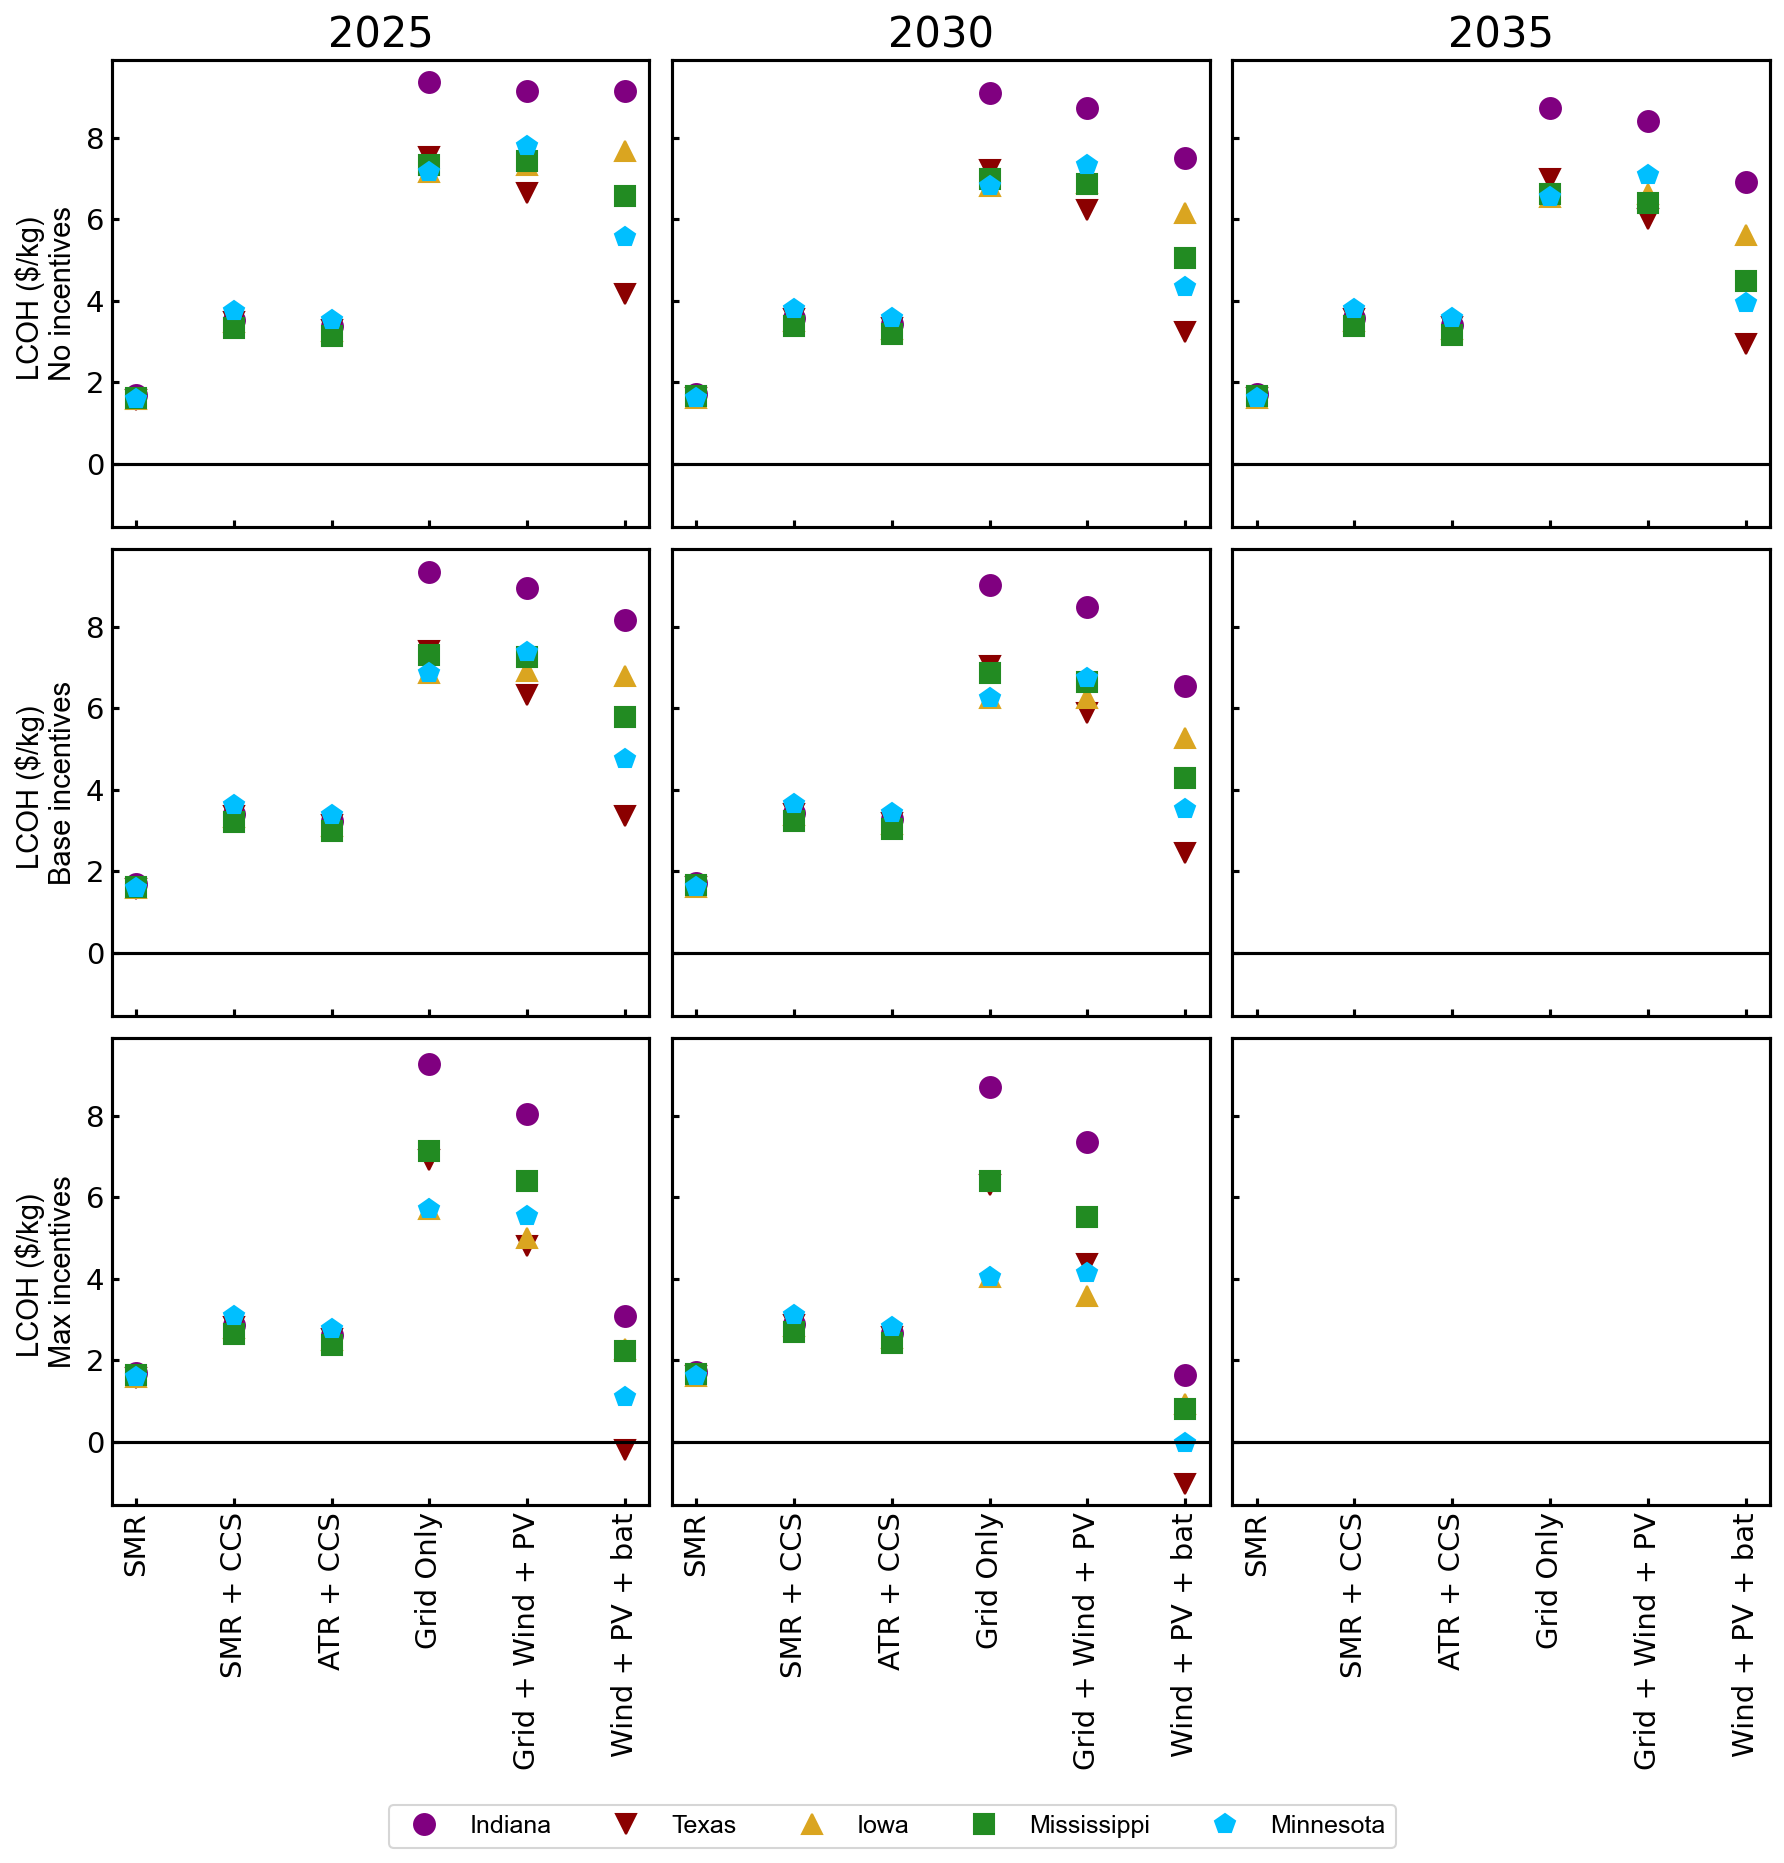 2025 2030 2035
LCOH ($/kg)
No incentives
8
6
4
2
0
LCOH ($/kg)
Base incentives
8
6
4
2
0
LCOH ($/kg)
Max incentives
8
6
4
2
0
SMR
SMR + CCS
ATR + CCS
Grid Only
Grid + Wind + PV
Wind + PV + bat
SMR
SMR + CCS
ATR + CCS
Grid Only
Grid + Wind + PV
Wind + PV + bat
SMR
SMR + CCS
ATR + CCS
Grid Only
Grid + Wind + PV
Wind + PV + bat
Indiana Texas Iowa Mississippi Minnesota